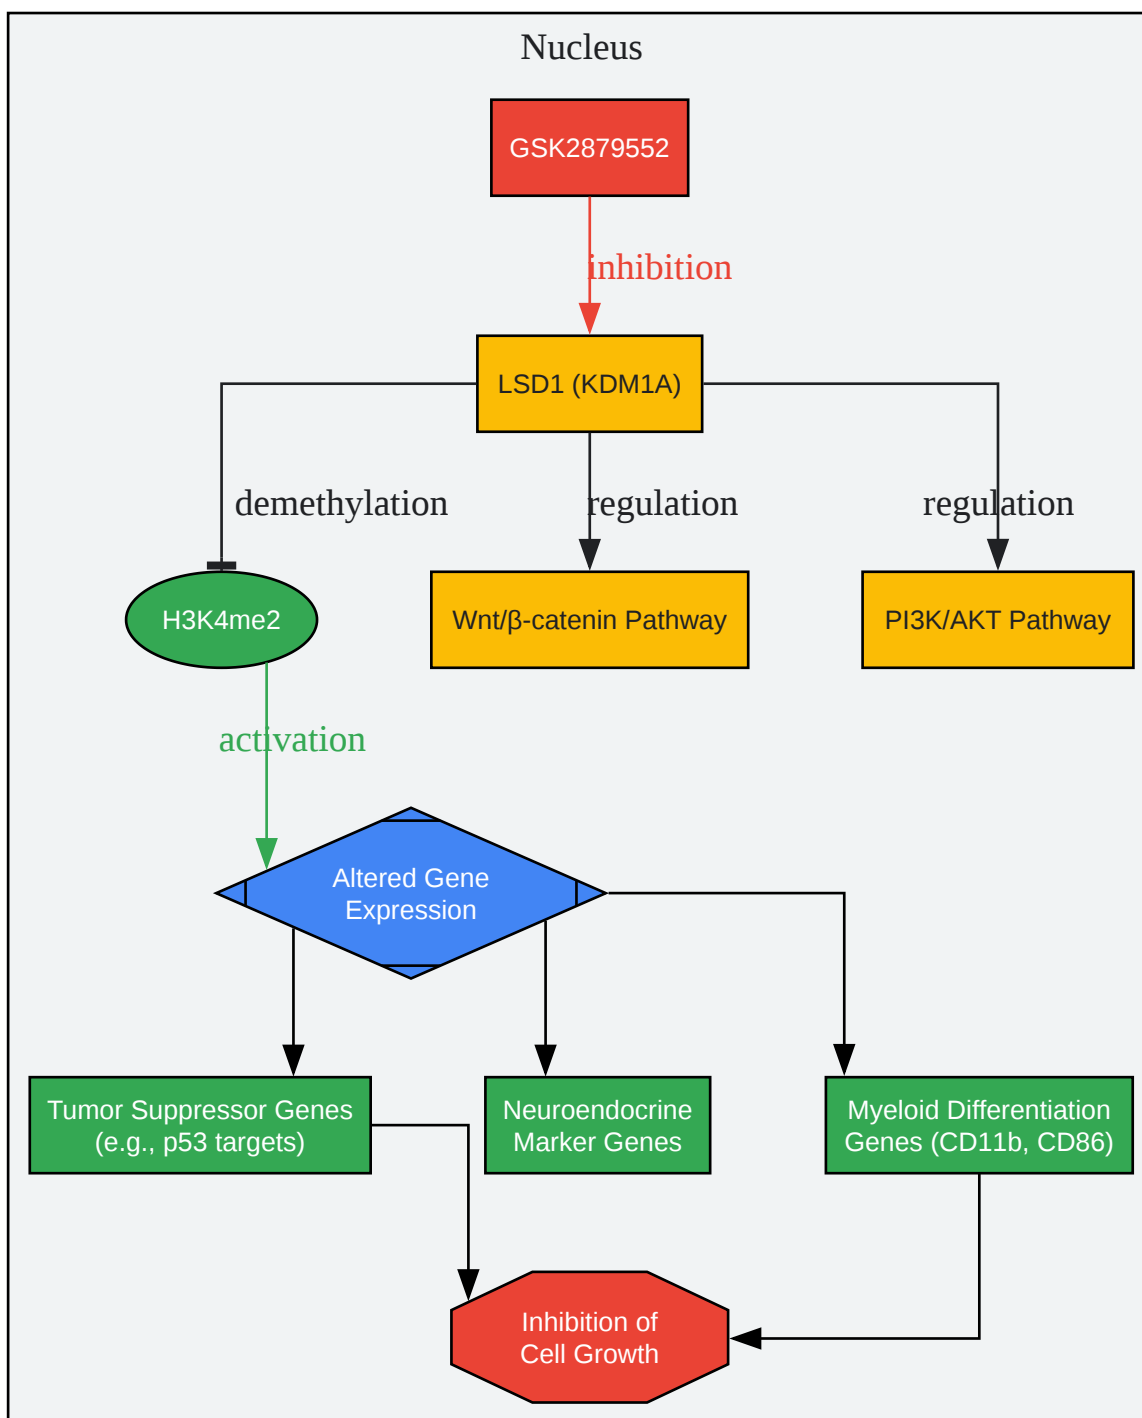 Nucleus
GSK2879552
inhibition
LSD1 (KDM1A)
demethylation
regulation
regulation
H3K4me2
Wnt/β-catenin Pathway
PI3K/AKT Pathway
activation
Altered Gene
Expression
Tumor Suppressor Genes
(e.g., p53 targets)
Neuroendocrine
Marker Genes
Myeloid Differentiation
Genes (CD11b, CD86)
Inhibition of
Cell Growth